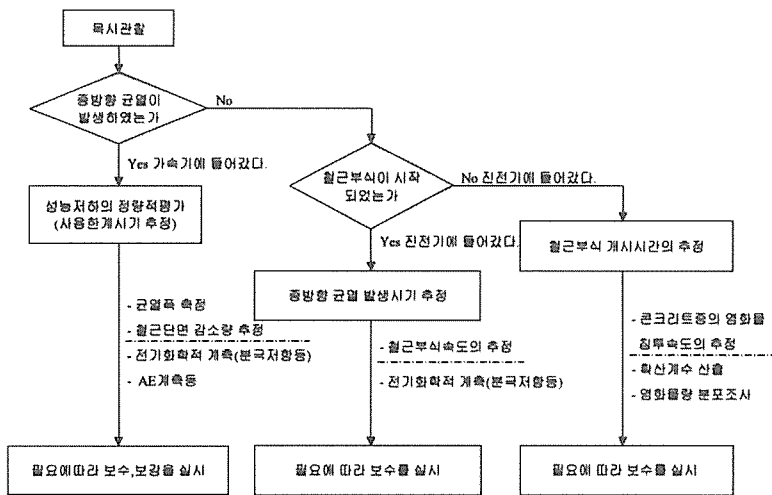 목시관찰
종방향 균열이
발생하였는가
No
Yes 가속기에 들어갔다.
철근부식이 시작
되었는가
No 진전기에 들어갔다.
성능저하의 정량적평가
(사용한계시기 추정)
Yes 진전기에 들어갔다.
철근부식 개시시간의 추정
종방향 균열 발생시기 추정
- 균열폭 측정
- 철근단면 감소량 추정
- 전기화학적 계측(분극저항등)
- AE계측등
- 철근부식속도의 추정
- 전기화학적 계측(분극저항등)
- 콘크리트중의 염화물
침투속도의 추정
- 확산계수 산출
- 염화물량 분포조사
필요에따라 보수,보강을 실시
필요에 따라 보수를 실시
필요에 따라 보수를 실시